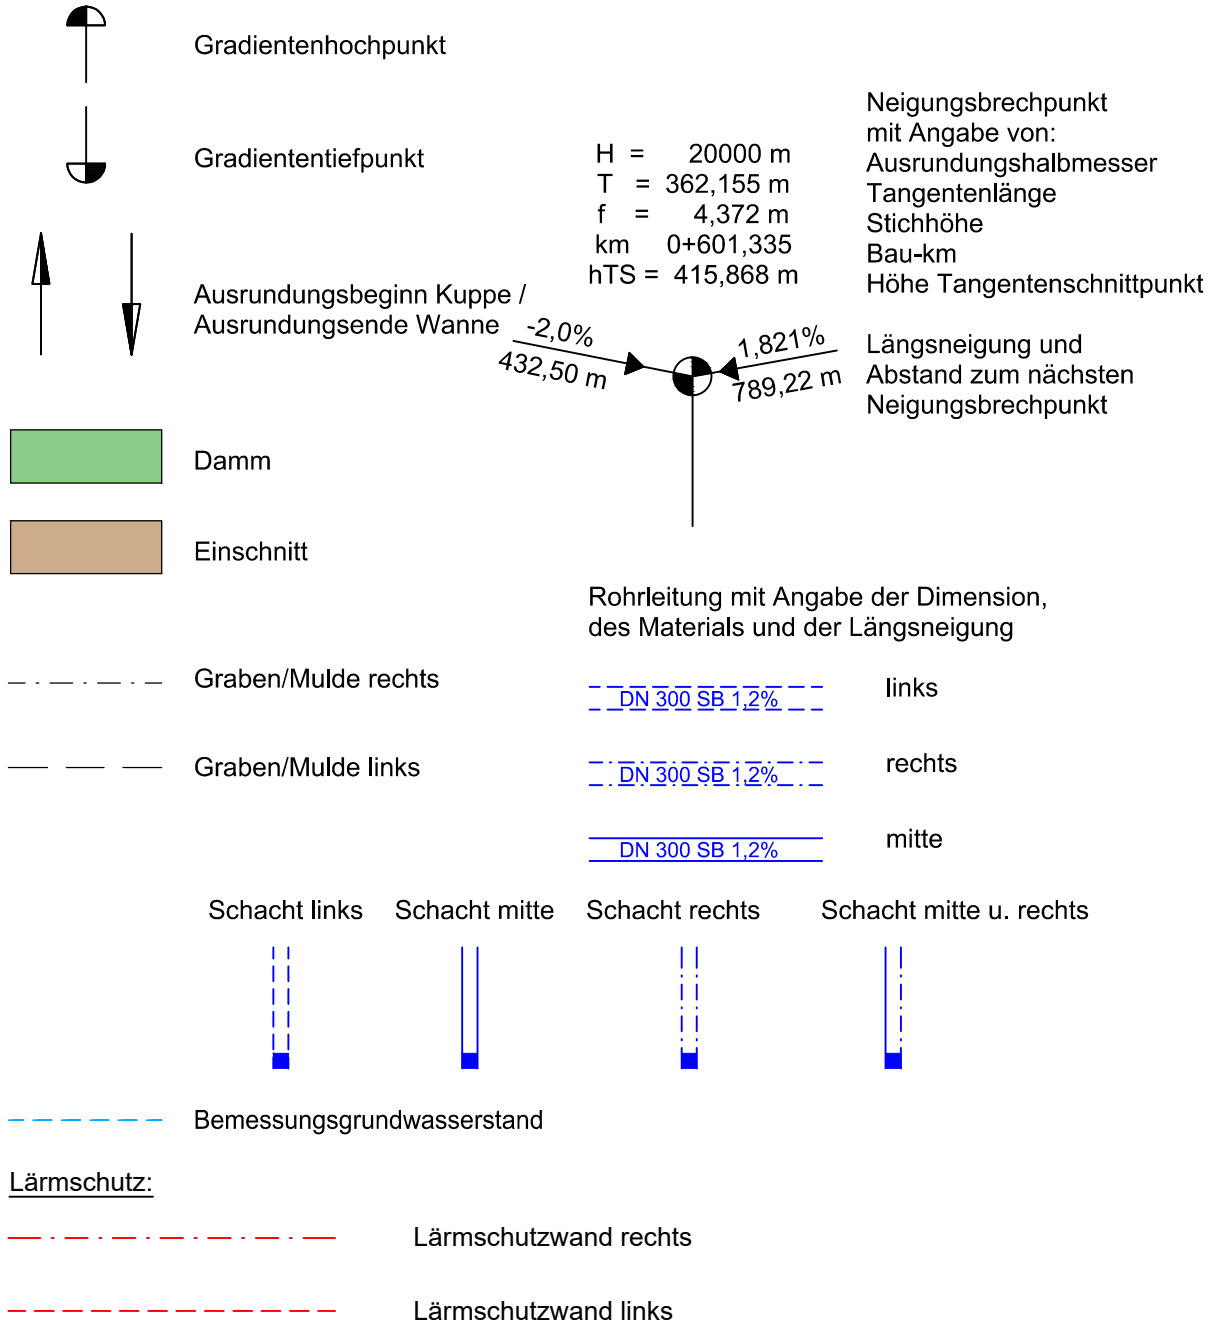 Gradientenhochpunkt
Gradiententiefpunkt
Ausrundungsbeginn Kuppe /
Ausrundungsende Wanne
Damm
Einschnitt
H = 20000 m
T = 362,155 m
f = 4,372 m
km 0+601,335
hTS = 415,868 m
Neigungsbrechpunkt
mit Angabe von:
Ausrundungshalbmesser
Tangentenlänge
Stichhöhe
Bau-km
Höhe Tangentenschnittpunkt
-2,0%
432,50 m
1,821%
789,22 m
Längsneigung und
Abstand zum nächsten
Neigungsbrechpunkt
Graben/Mulde rechts
Graben/Mulde links
Rohrleitung mit Angabe der Dimension,
des Materials und der Längsneigung
DN 300 SB 1,2% links
DN 300 SB 1,2% rechts
DN 300 SB 1,2% mitte
Schacht links Schacht mitte Schacht rechts Schacht mitte u. rechts
Bemessungsgrundwasserstand
Lärmschutz:
Lärmschutzwand rechts
Lärmschutzwand links